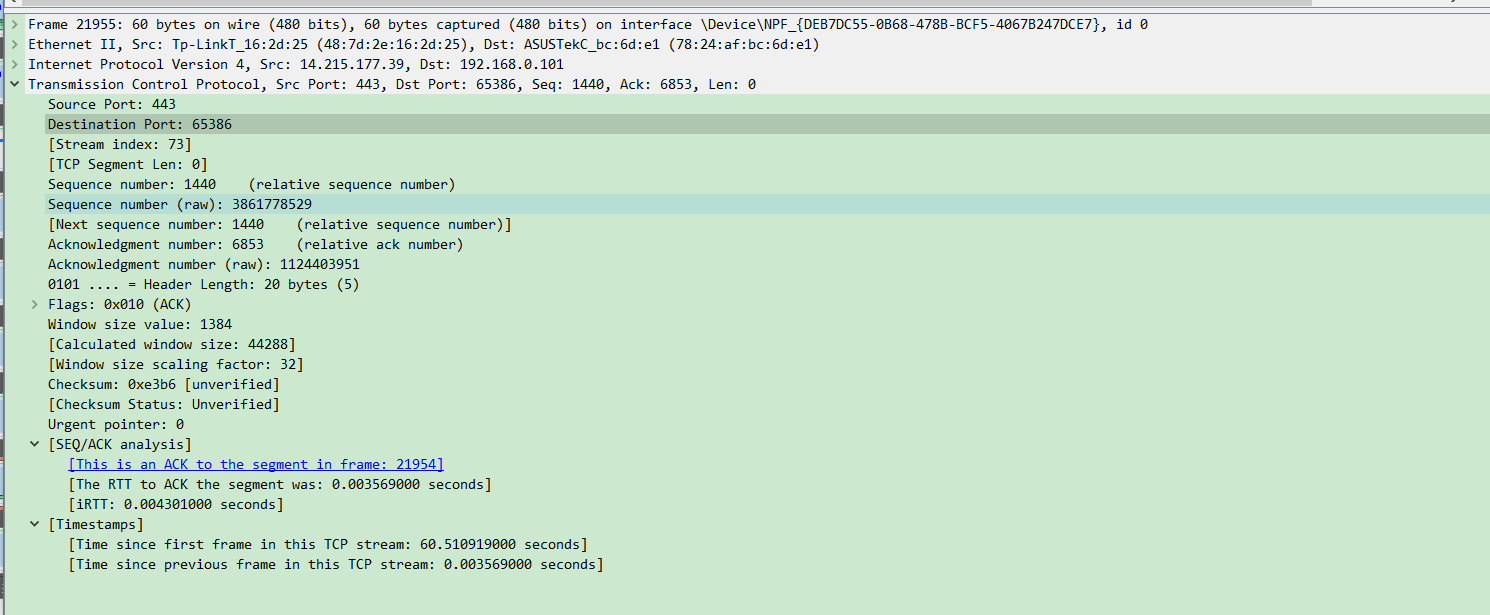 Frame 21955: 60 bytes on wire (480 bits), 60 bytes captured (480 bits) on interface \Device\NPF_{DEB7DC55-0B68-478B-BCF5-4067B247DCE7}, id 0
Ethernet II, Src: Tp-LinkT_16:2d:25 (48:7d:2e:16:2d:25), Dst: ASUSTekC_bc:6d:e1 (78:24:af:bc:6d:e1)
Internet Protocol Version 4, Src: 14.215.177.39, Dst: 192.168.0.101
Transmission Control Protocol, Src Port: 443, Dst Port: 65386, Seq: 1440, Ack: 6853, Len: 0
Source Port: 443
Destination Port: 65386
[Stream index: 73]
[TCP Segment Len: 0]
Sequence number: 1440    (relative sequence number)
Sequence number (raw): 3861778529
[Next sequence number: 1440    (relative sequence number)]
Acknowledgment number: 6853    (relative ack number)
Acknowledgment number (raw): 1124403951
0101 .... = Header Length: 20 bytes (5)
Flags: 0x010 (ACK)
Window size value: 1384
[Calculated window size: 44288]
[Window size scaling factor: 32]
Checksum: 0xe3b6 [unverified]
[Checksum Status: Unverified]
Urgent pointer: 0
[SEQ/ACK analysis]
[This is an ACK to the segment in frame: 21954]
[The RTT to ACK the segment was: 0.003569000 seconds]
[iRTT: 0.004301000 seconds]
[Timestamps]
[Time since first frame in this TCP stream: 60.510919000 seconds]
[Time since previous frame in this TCP stream: 0.003569000 seconds]